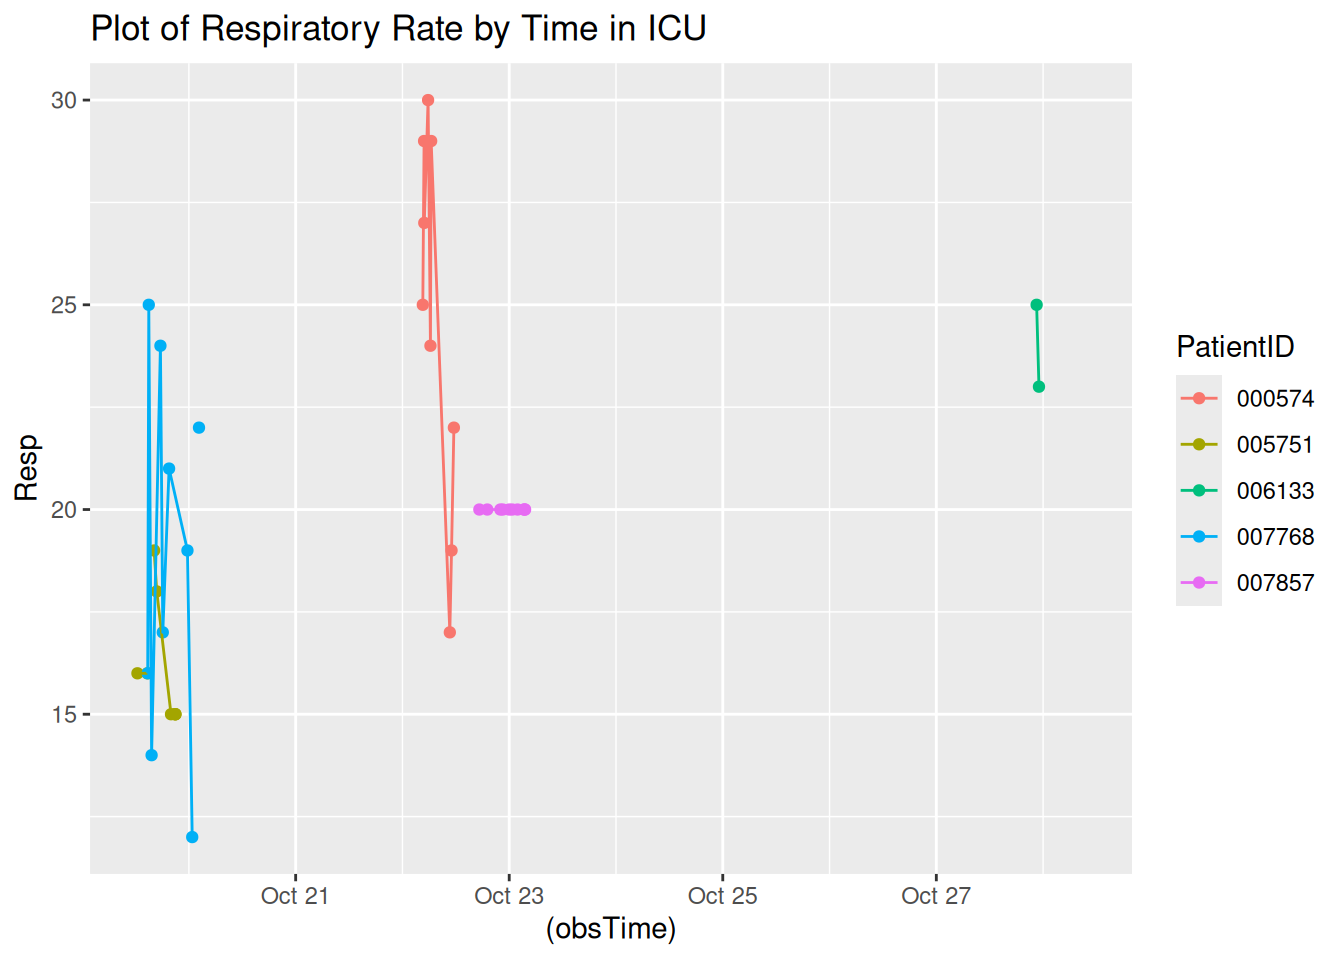 Plot of Respiratory Rate by Time in ICU
30
25
20
15
Resp
Oct 21 Oct 23 Oct 25 Oct 27
(obsTime)
PatientID
000574
005751
006133
007768
007857